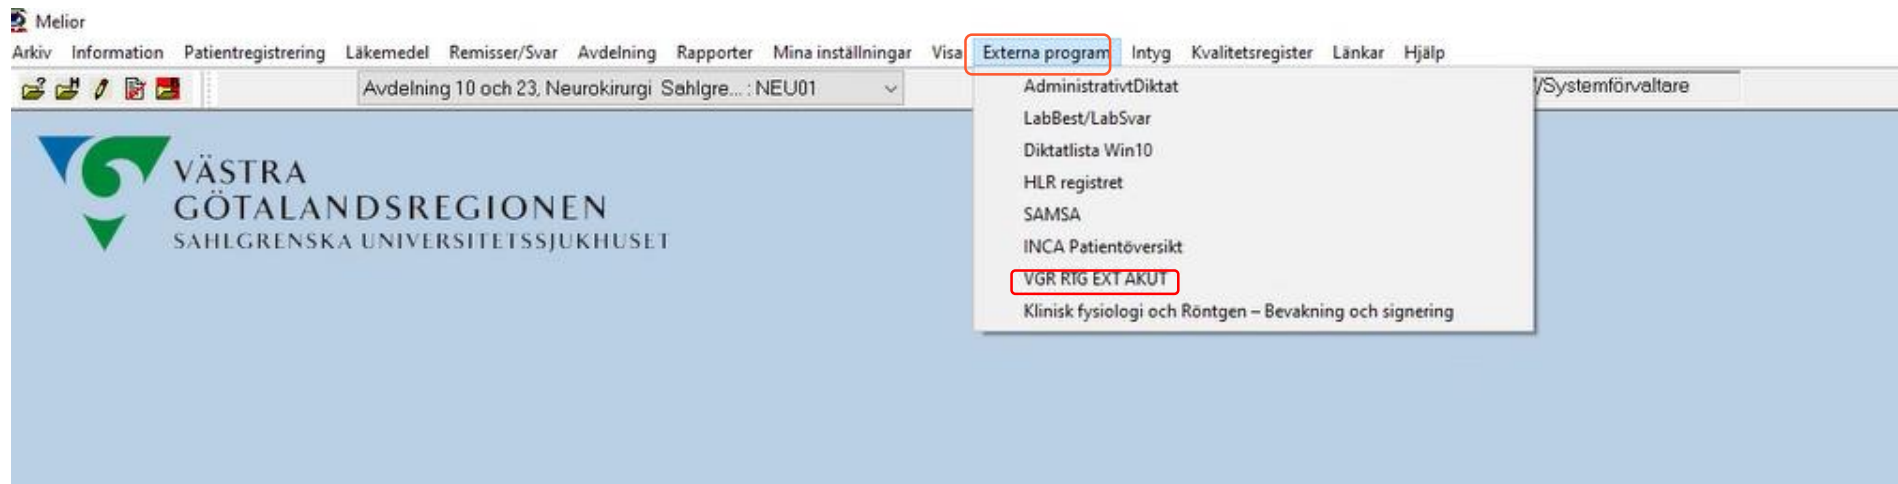 Melior
Arkiv Information Patientregistrering Läkemedel Remisser/Svar Avdelning Rapporter Mina inställningar Visa Externa program Intyg Kvalitetsregister Länkar Hjälp
Avdelning 10 och 23, Neurokirurgi Sahlgre... : NEU01
/Systemförvaltare
AdministrativtDiktat
LabBest/LabSvar
Diktatlista Win10
HLR registret
SAMSA
INCA Patientöversikt
VGR RTG EXT AKUT
Klinisk fysiologi och Röntgen – Bevakning och signering
VÄSTRA
GÖTALANDSREGIONEN
SAHLGRENSKA UNIVERSITETSSJUKHUSET